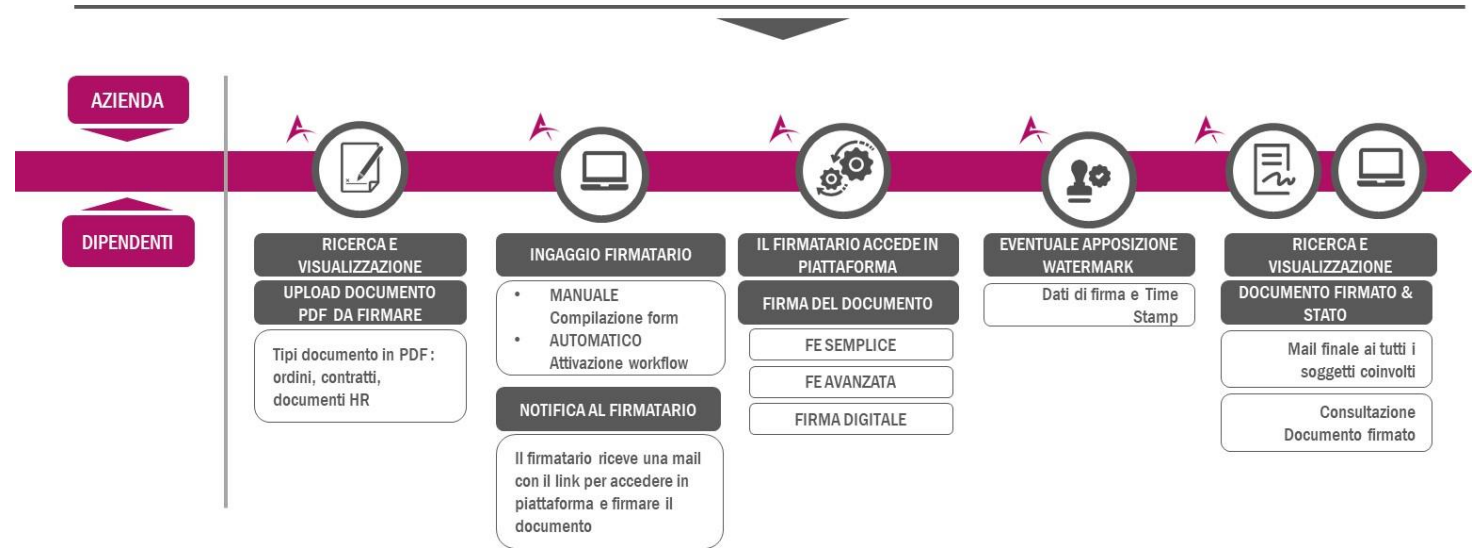 AZIENDA
DIPENDENTI
RICERCA E
VISUALIZZAZIONE
UPLOAD DOCUMENTO
PDF DA FIRMARE
Tipi documento in PDF:
ordini, contratti,
documenti HR
INGAGGIO FIRMATARIO
• MANUALE
Compilazione form
• AUTOMATICO
Attivazione workflow
NOTIFICA AL FIRMATARIO
Il firmatario riceve una mail
con il link per accedere in
piattaforma e firmare il
documento
IL FIRMATARIO ACCEDE IN
PIATTAFORMA
FIRMA DEL DOCUMENTO
FE SEMPLICE
FE AVANZATA
FIRMA DIGITALE
EVENTUALE APPOSIZIONE
WATERMARK
Dati di firma e Time
Stamp
RICERCA E
VISUALIZZAZIONE
DOCUMENTO FIRMATO &
STATO
Mail finale ai tutti i
soggetti coinvolti
Consultazione
Documento firmato